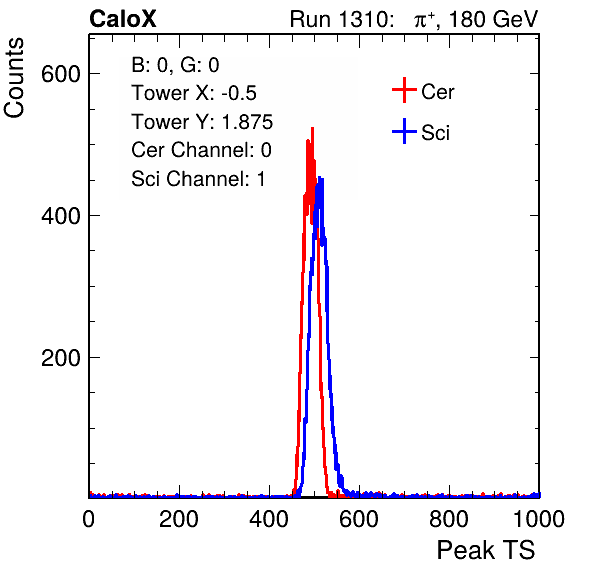 CaloX Run 1310: π⁺, 180 GeV
B: 0, G: 0
Tower X: -0.5
Tower Y: 1.875
Cer Channel: 0
Sci Channel: 1
Cer
Sci
Counts
600
400
200
0 200 400 600 800 1000
Peak TS